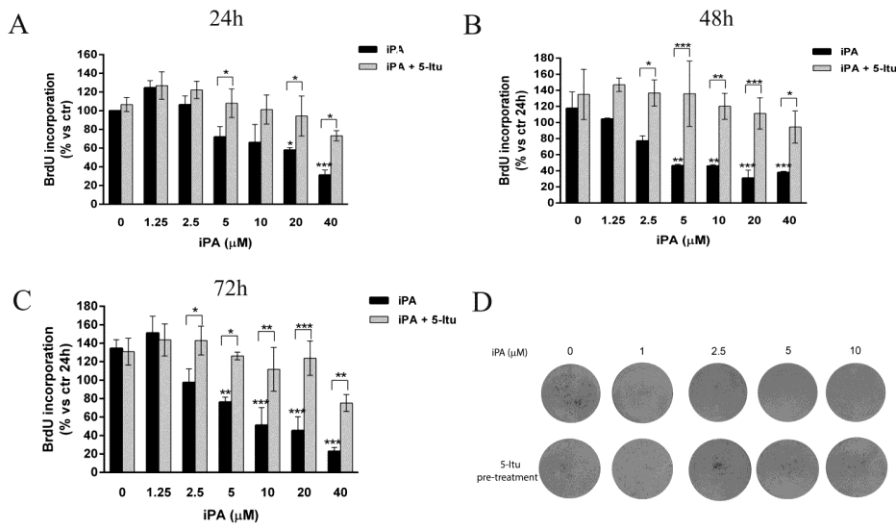 A
24h
BrdU incorporation
(% vs ctr)
160
140
120
100
80
60
40
20
0
iPA
iPA + 5-Itu
*
*
*
*
***
0 1.25 2.5 5 10 20 40
iPA (μM)
B
48h
BrdU incorporation
(% vs ctr 24h)
240
200
160
140
120
100
80
60
40
20
0
iPA
iPA + 5-Itu
*
***
**
***
*
**
**
***
***
0 1.25 2.5 5 10 20 40
iPA (μM)
C
72h
BrdU incorporation
(% vs ctr 24h)
180
160
140
120
100
80
60
40
20
0
iPA
iPA + 5-Itu
*
*
**
***
**
**
***
***
***
0 1.25 2.5 5 10 20 40
iPA (μM)
D
iPA (μM) 0 1 2.5 5 10
5-Itu
pre-treatment